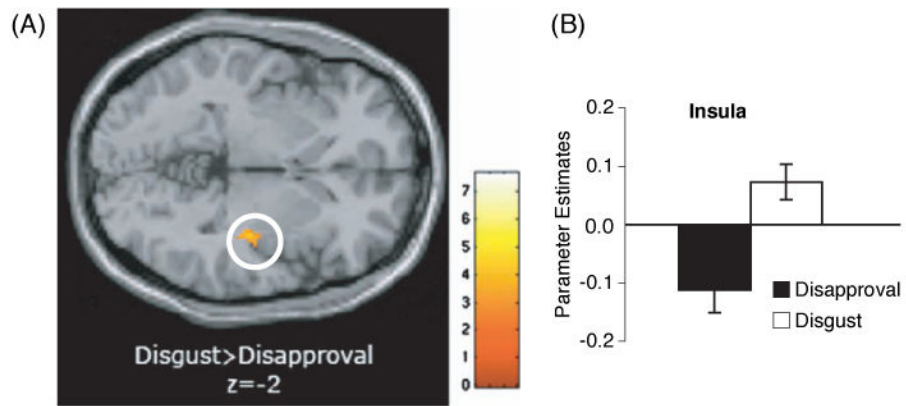 (A)
Disgust>Disapproval
z=-2
7
6
5
4
3
2
1
0
(B)
Insula
Parameter Estimates
0.2
0.1
0.0
-0.1
-0.2
Disapproval
Disgust